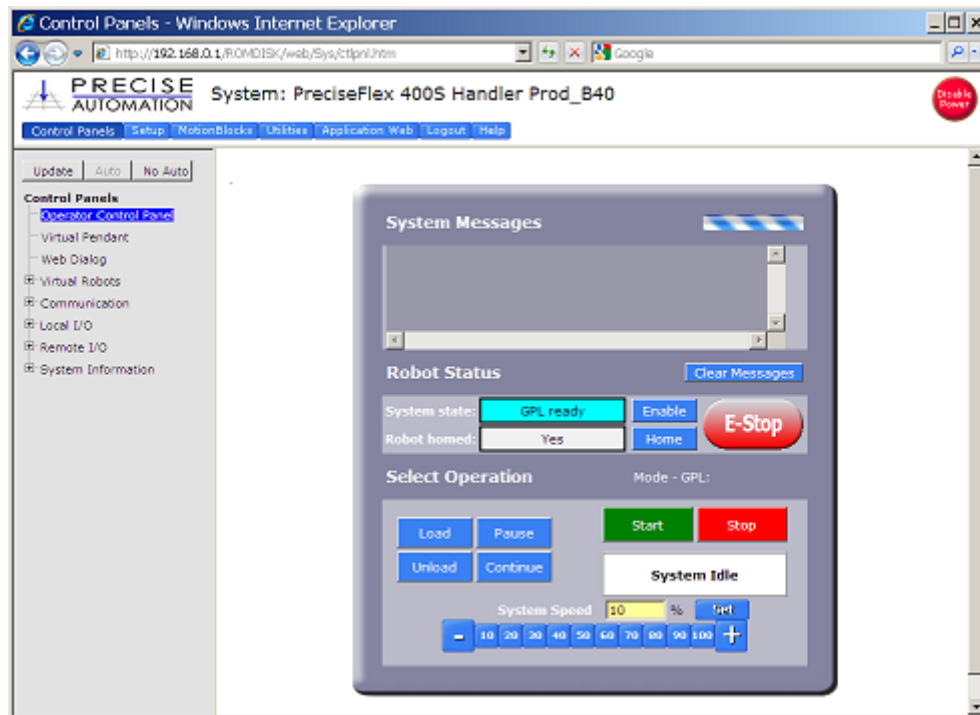 Control Panels - Windows Internet Explorer
http://192.168.0.1/ROMDISK/web/Sys/ctlpnl.htm
Google
PRECISE
AUTOMATION
System: PreciseFlex 400S Handler Prod_B40
Disable
Power
Control Panels Setup MotionBlocks Utilities Application Web Logout Help
Update Auto No Auto
Control Panels
Operator Control Panel
Virtual Pendant
Web Dialog
Virtual Robots
Communication
Local I/O
Remote I/O
System Information
System Messages
Robot Status Clear Messages
System state: GPL ready Enable
E-Stop
Robot homed: Yes Home
Select Operation Mode - GPL:
Load Pause Start Stop
Unload Continue System Idle
System Speed 10 % Set
- 10 20 30 40 50 60 70 80 90 100 +